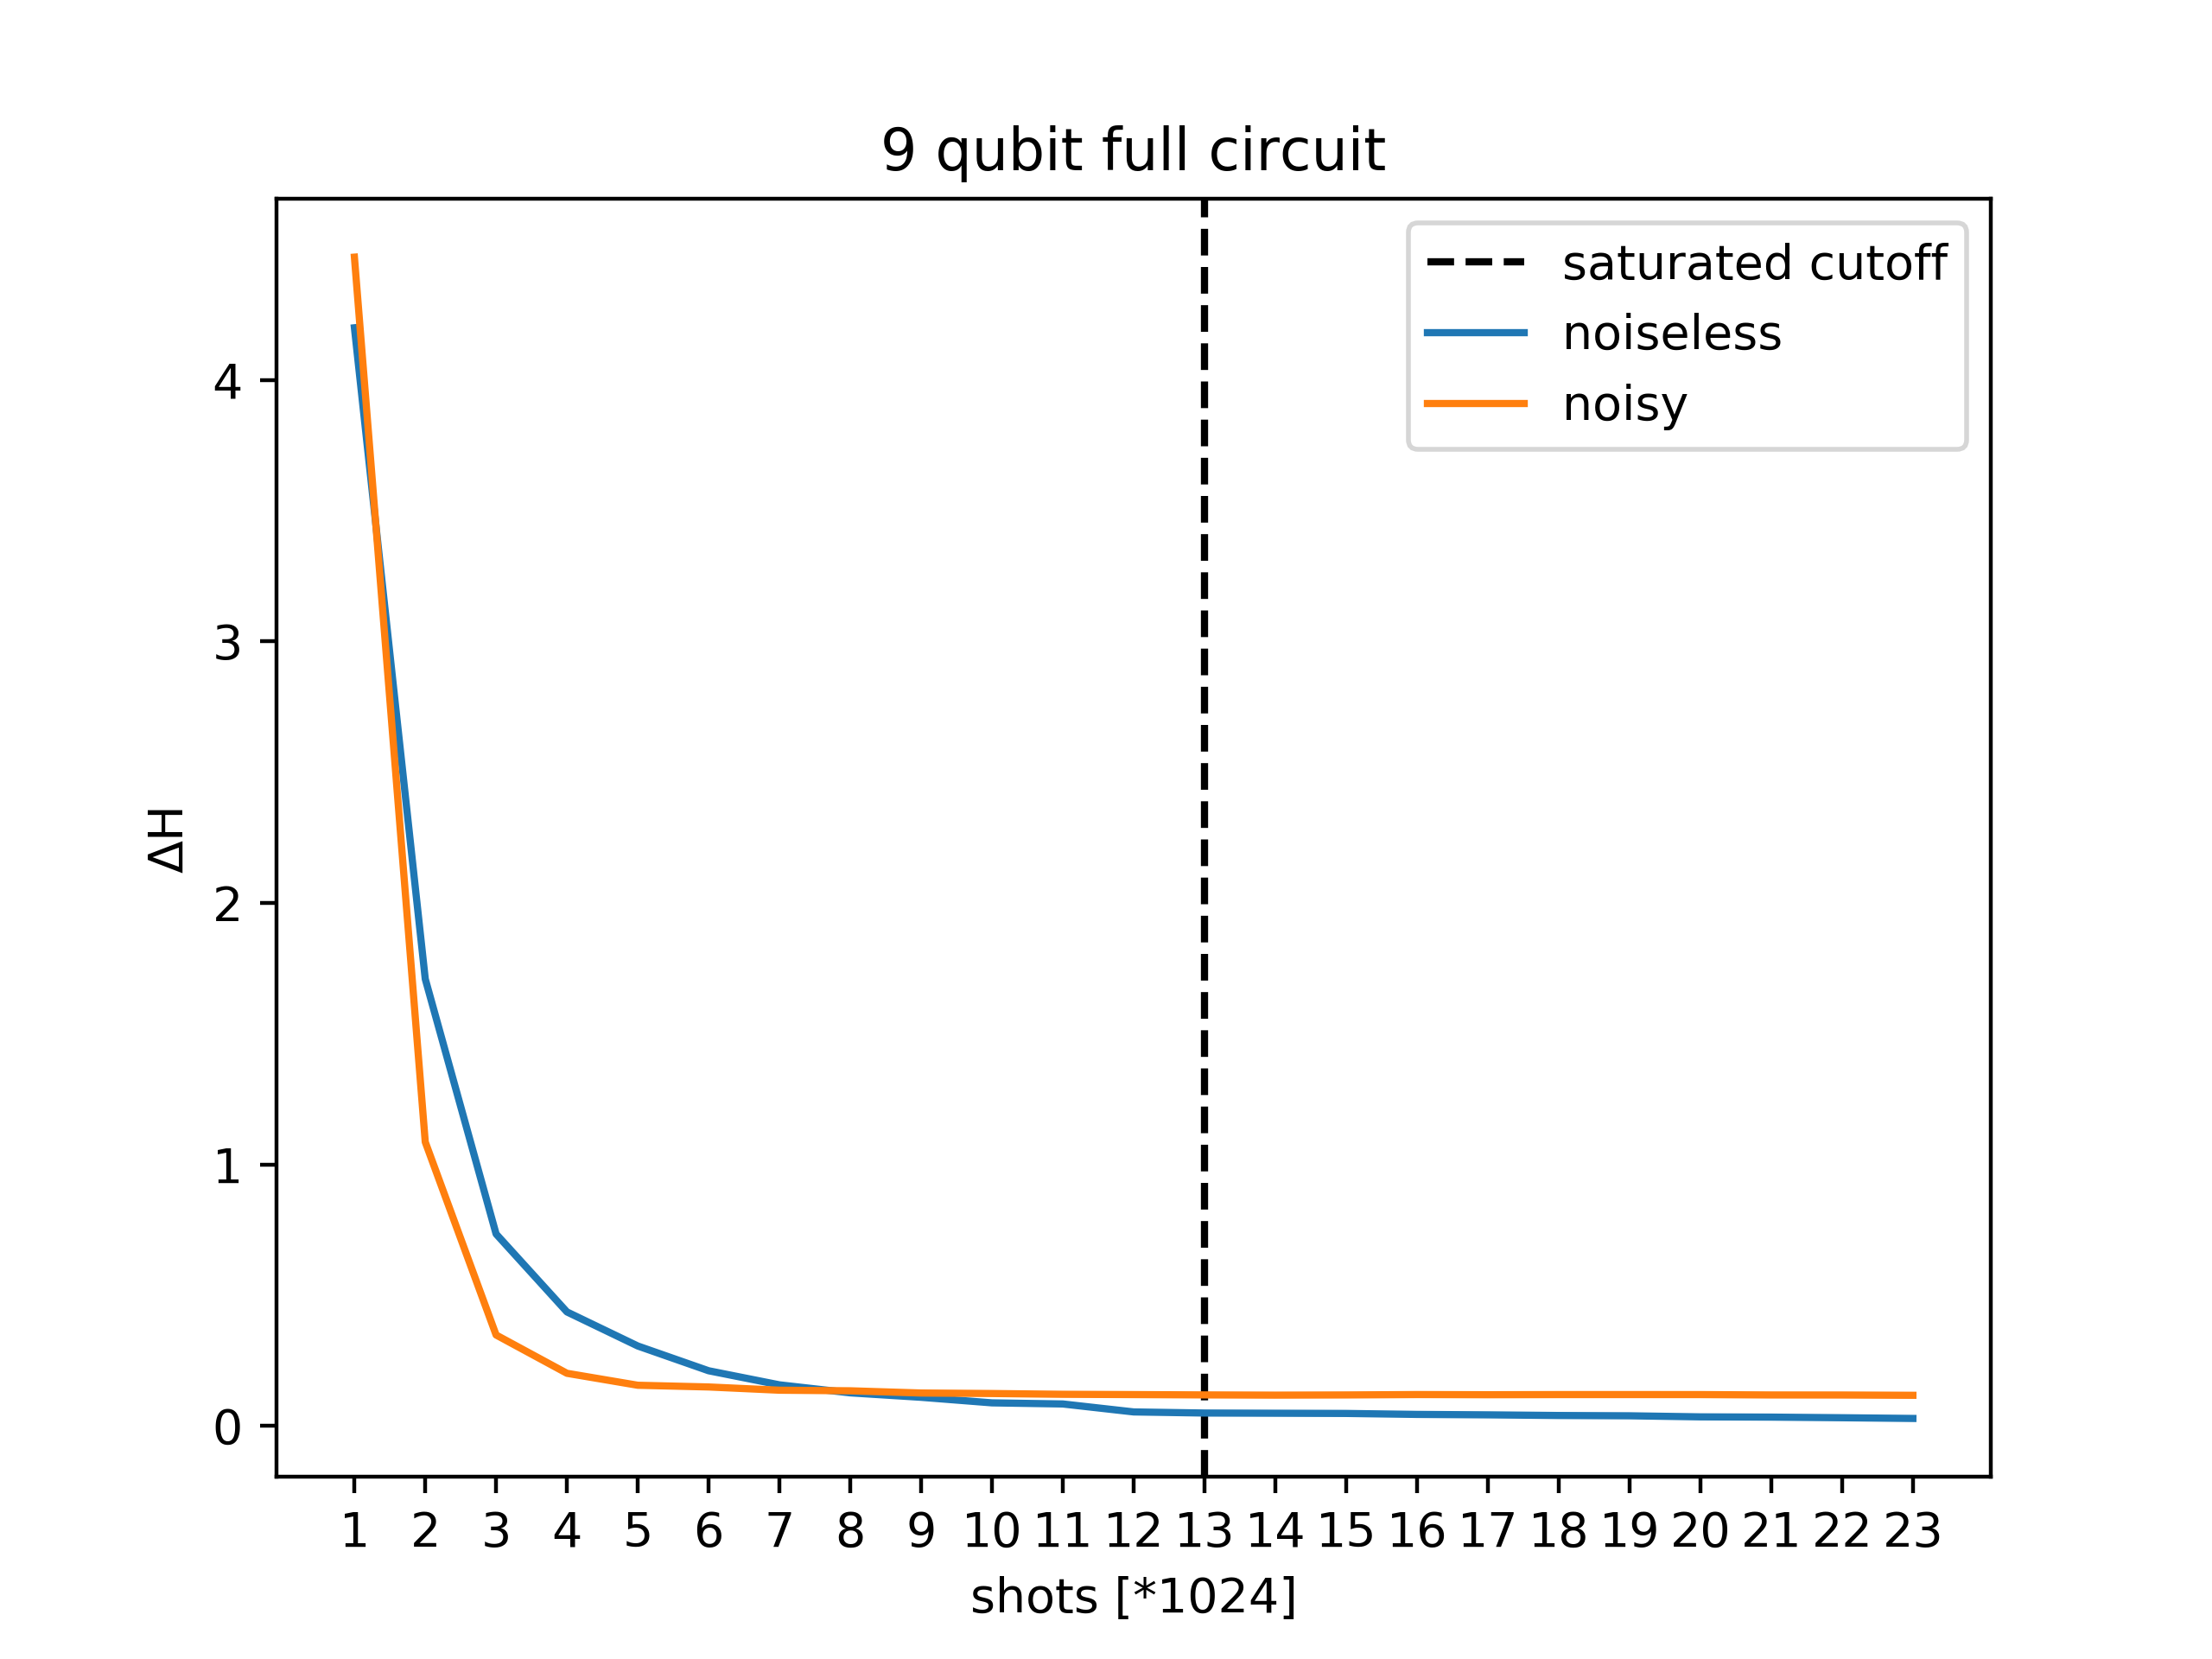 9 qubit full circuit
saturated cutoff
noiseless
noisy
4
3
2
1
0
ΔH
1 2 3 4 5 6 7 8 9 10 11 12 13 14 15 16 17 18 19 20 21 22 23
shots [*1024]